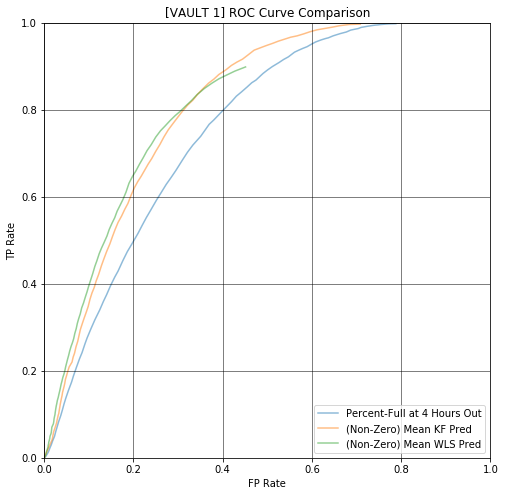 [VAULT 1] ROC Curve Comparison
1.0
0.8
0.6
0.4
0.2
0.0
TP Rate
0.0 0.2 0.4 0.6 0.8 1.0
FP Rate
Percent-Full at 4 Hours Out
(Non-Zero) Mean KF Pred
(Non-Zero) Mean WLS Pred